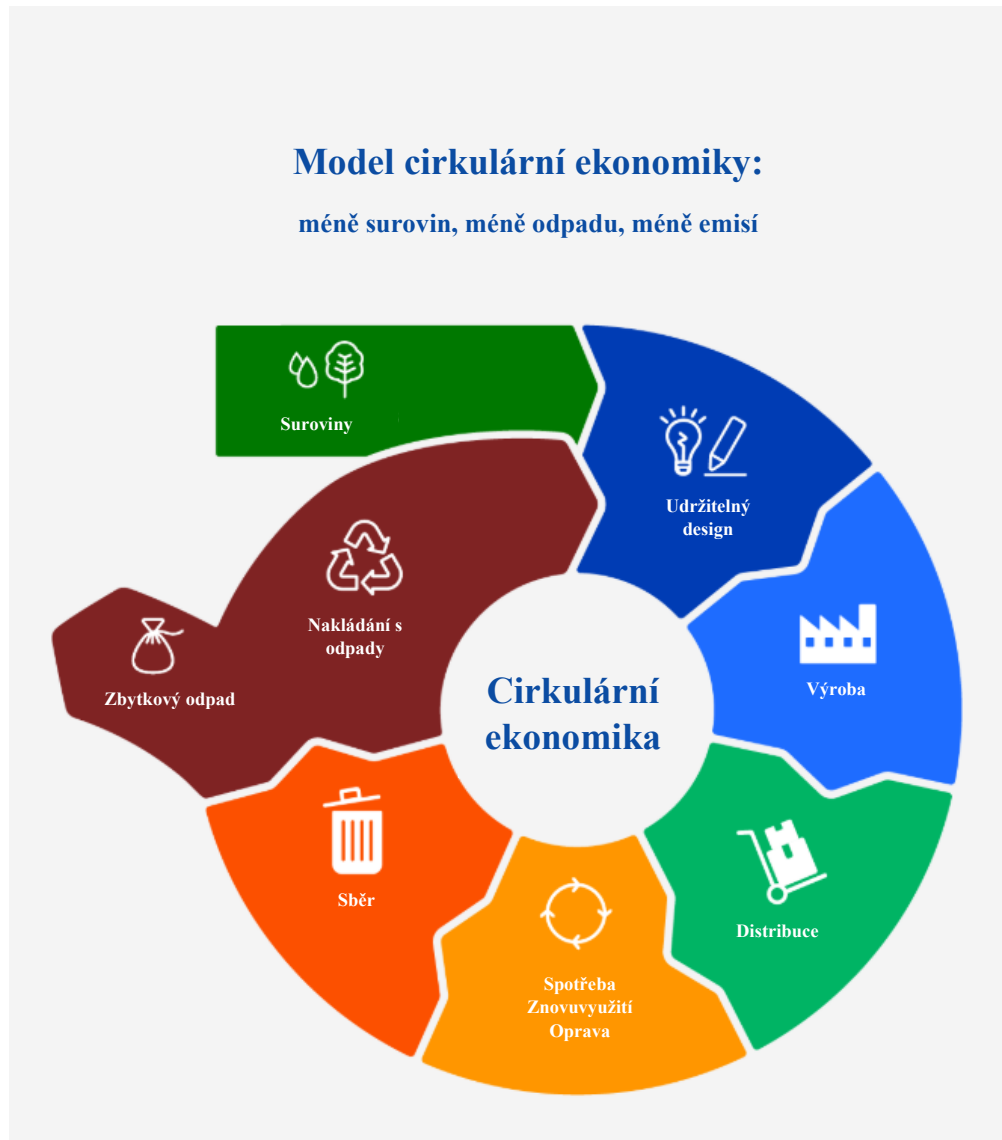 Model cirkulární ekonomiky:
méně surovin, méně odpadu, méně emisí
Suroviny
Udržitelný
design
Výroba
Distribuce
Spotřeba
Znovuvyužití
Oprava
Sběr
Nakládání s
odpady
Zbytkový odpad
Cirkulární
ekonomika